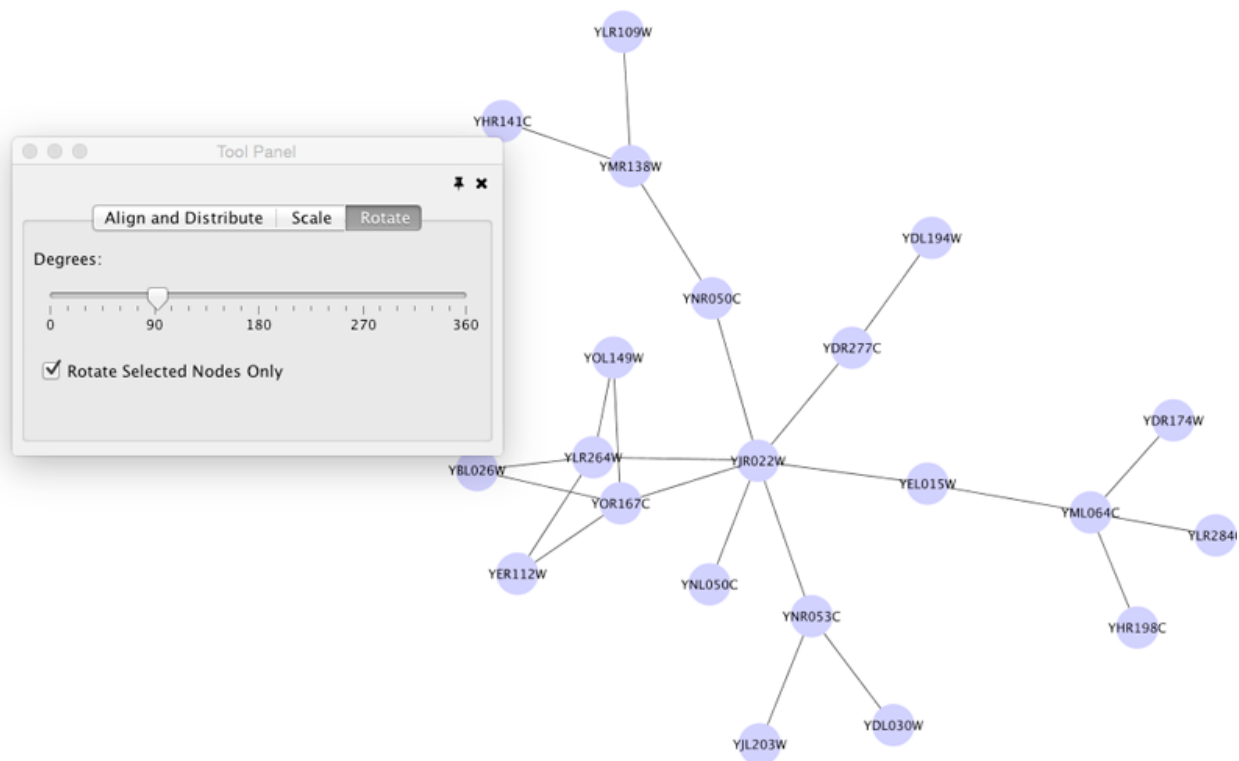 YLR109W
YHR141C
Tool Panel
YMR138W
Align and Distribute Scale Rotate
YDL194W
Degrees:
YNR050C
0 90 180 270 360
YDR277C
YOL149W
Rotate Selected Nodes Only
YDR174W
YLR264W
YJR022W
YBL026W
YEL015W
YOR167C
YML064C
YLR284
YER112W
YNL050C
YNR053C
YHR198C
YDL030W
YJL203W